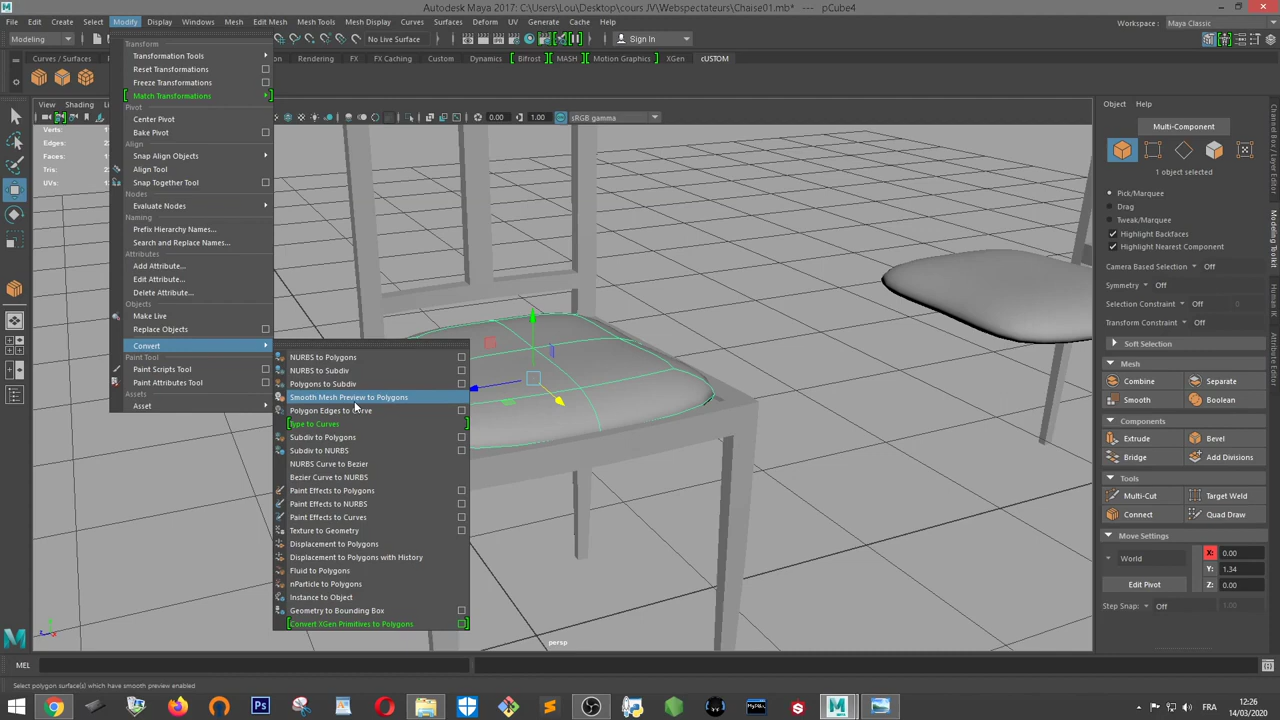 Autodesk Maya 2017: C:\Users\Lou\Desktop\cours JV\Webspectateurs\Chaise01.mb* --- pCube4
File Edit Create Select Modify Display Windows Mesh Edit Mesh Mesh Tools Mesh Display Curves Surfaces Deform UV Generate Cache Help
Workspace : Maya Classic
Modeling No Live Surface Sign In
Curves / Surfaces Rendering FX FX Caching Custom Dynamics Bifrost MASH Motion Graphics XGen cUSTOM
View Shading
0.00 1.00 sRGB gamma
Verts:
Edges:
Faces:
Tris:
UVs:
Transform
Transformation Tools
Reset Transformations
Freeze Transformations
Match Transformations
Pivot
Center Pivot
Bake Pivot
Align
Snap Align Objects
Align Tool
Snap Together Tool
Nodes
Evaluate Nodes
Naming
Prefix Hierarchy Names...
Search and Replace Names...
Attributes
Add Attribute...
Edit Attribute...
Delete Attribute...
Objects
Make Live
Replace Objects
Convert
Paint Tool
Paint Scripts Tool
Paint Attributes Tool
Assets
Asset
NURBS to Polygons
NURBS to Subdiv
Polygons to Subdiv
Smooth Mesh Preview to Polygons
Polygon Edges to Curve
Type to Curves
Subdiv to Polygons
Subdiv to NURBS
NURBS Curve to Bezier
Bezier Curve to NURBS
Paint Effects to Polygons
Paint Effects to NURBS
Paint Effects to Curves
Texture to Geometry
Displacement to Polygons
Displacement to Polygons with History
Fluid to Polygons
nParticle to Polygons
Instance to Object
Geometry to Bounding Box
Convert XGen Primitives to Polygons
persp
Object Help
Multi-Component
1 object selected
Pick/Marquee
Drag
Tweak/Marquee
Highlight Backfaces
Highlight Nearest Component
Camera Based Selection Off
Symmetry Off
Selection Constraint Off 0
Transform Constraint Off
Soft Selection
Mesh
Combine Separate
Smooth Boolean
Components
Extrude Bevel
Bridge Add Divisions
Tools
Multi-Cut Target Weld
Connect Quad Draw
Move Settings
World X: 0.00
Y: 1.34
Edit Pivot Z: 0.00
Step Snap: Off 1.00
Channel Box / Layer Editor
Modeling Toolkit
Human IK
Attribute Editor
MEL
Select polygon surface(s) which have smooth preview enabled
FRA
12:26
14/03/2020